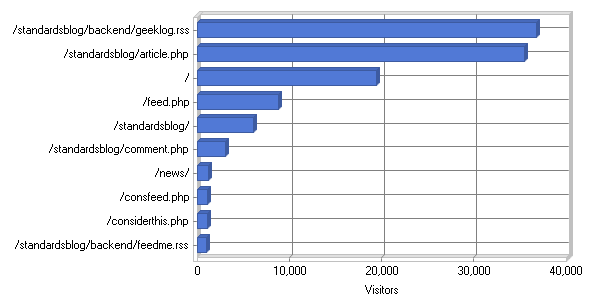 /standardsblog/backend/geeklog.rss
/standardsblog/article.php
/
/feed.php
/standardsblog/
/standardsblog/comment.php
/news/
/consfeed.php
/considerthis.php
/standardsblog/backend/feedme.rss
0 10,000 20,000 30,000 40,000
Visitors